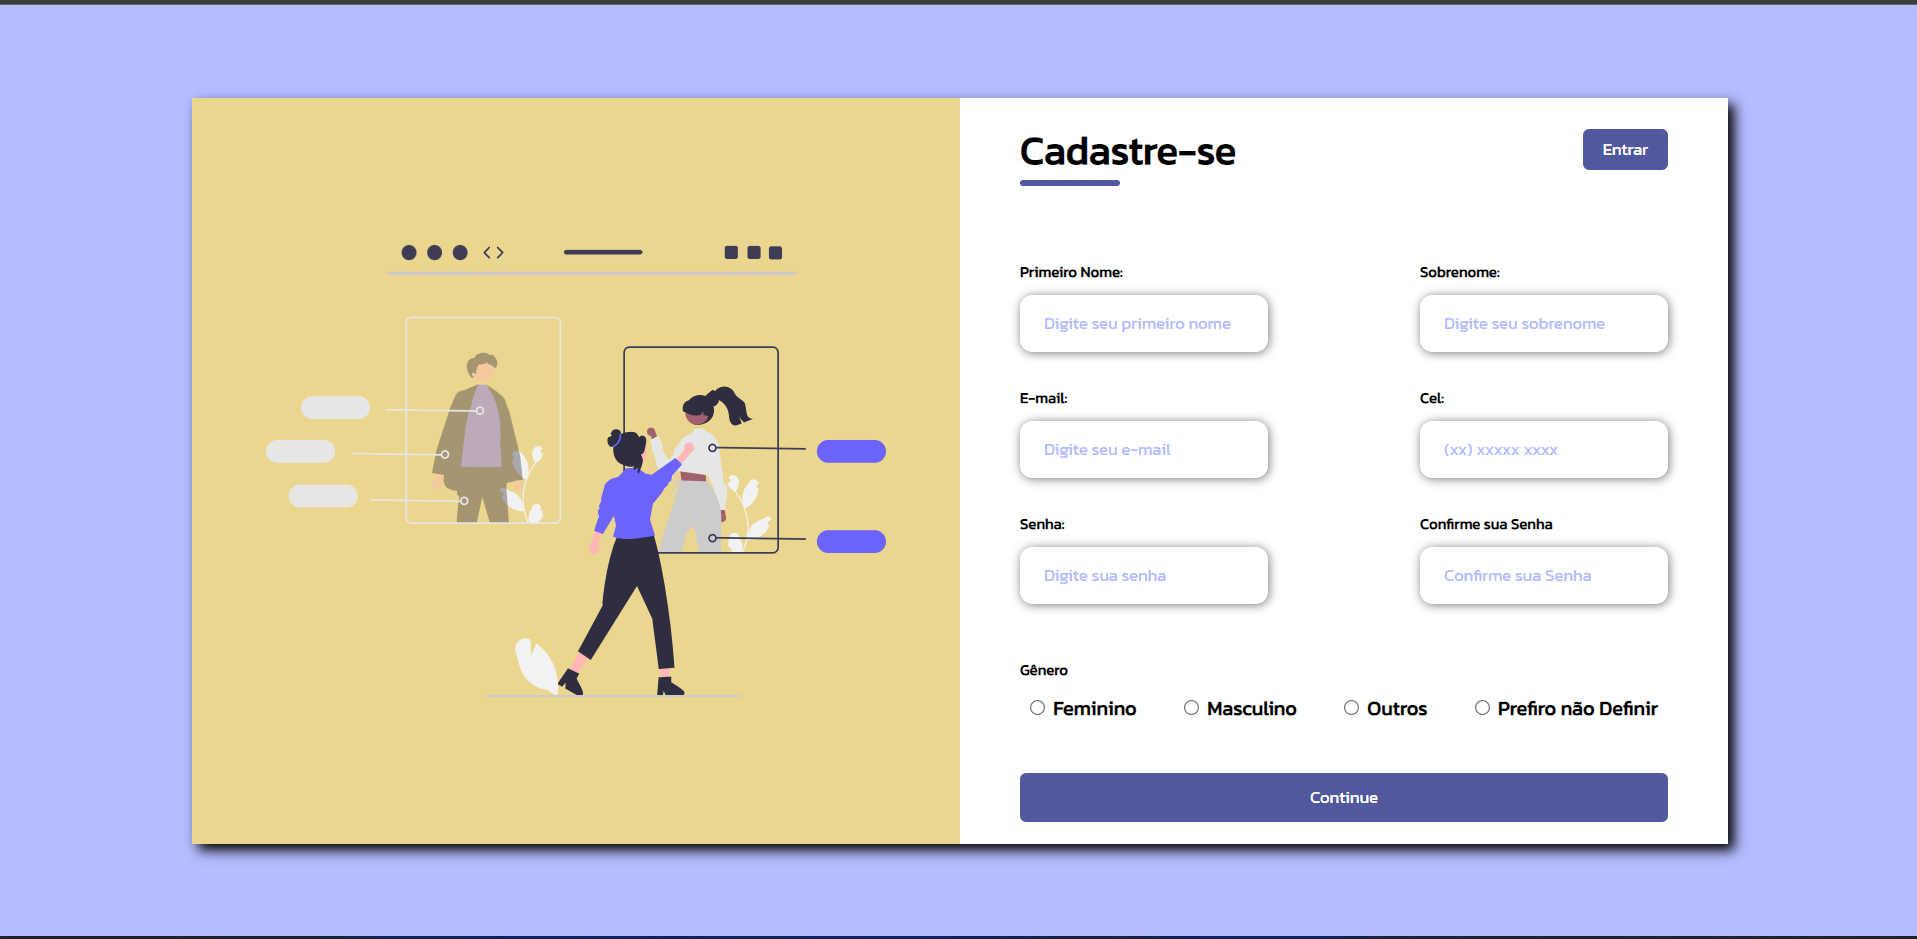 Cadastre-se
Entrar
Primeiro Nome:
Sobrenome:
Digite seu primeiro nome
Digite seu sobrenome
E-mail:
Cel:
Digite seu e-mail
(xx) xxxxx xxxx
Senha:
Confirme sua Senha
Digite sua senha
Confirme sua Senha
Gênero
Feminino
Masculino
Outros
Prefiro não Definir
Continue